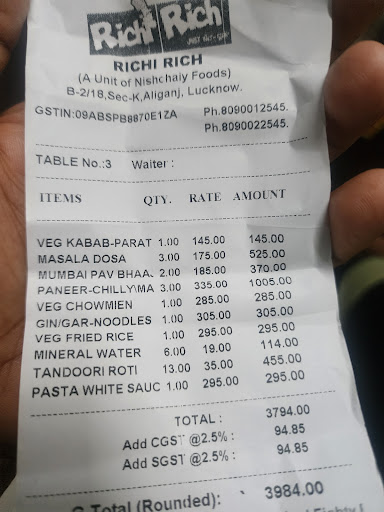 Richi Rich
JUST EAT-EAT
RICHI RICH
(A Unit of Nishchaiy Foods)
B-2/18,Sec-K,Aliganj, Lucknow.
GSTIN:09ABSPB8870E1ZA Ph.8090012545.
Ph.8090022545.
TABLE No.:3 Waiter :
ITEMS QTY. RATE AMOUNT
VEG KABAB-PARAT 1.00 145.00 145.00
MASALA DOSA 3.00 175.00 525.00
MUMBAI PAV BHAA. 2.00 185.00 370.00
PANEER-CHILLY\MA 3.00 335.00 1005.00
VEG CHOWMIEN 1.00 285.00 285.00
GIN/GAR-NOODLES 1.00 305.00 305.00
VEG FRIED RICE 1.00 295.00 295.00
MINERAL WATER 6.00 19.00 114.00
TANDOORI ROTI 13.00 35.00 455.00
PASTA WHITE SAUC 1.00 295.00 295.00
TOTAL : 3794.00
Add CGST @2.5% : 94.85
Add SGST @2.5% : 94.85
G.Total (Rounded): ` 3984.00